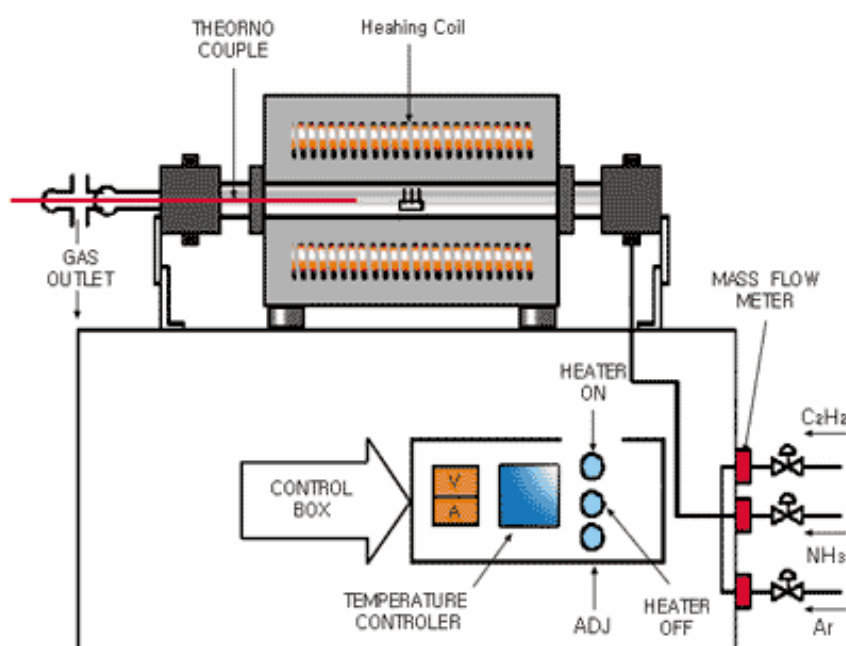 THEORNO
COUPLE
Heahing Coil
GAS
OUTLET
MASS FLOW
METER
HEATER
ON
C₂H₂
V
A
CONTROL
BOX
NH₃
TEMPERATURE
CONTROLER
ADJ
HEATER
OFF
Ar